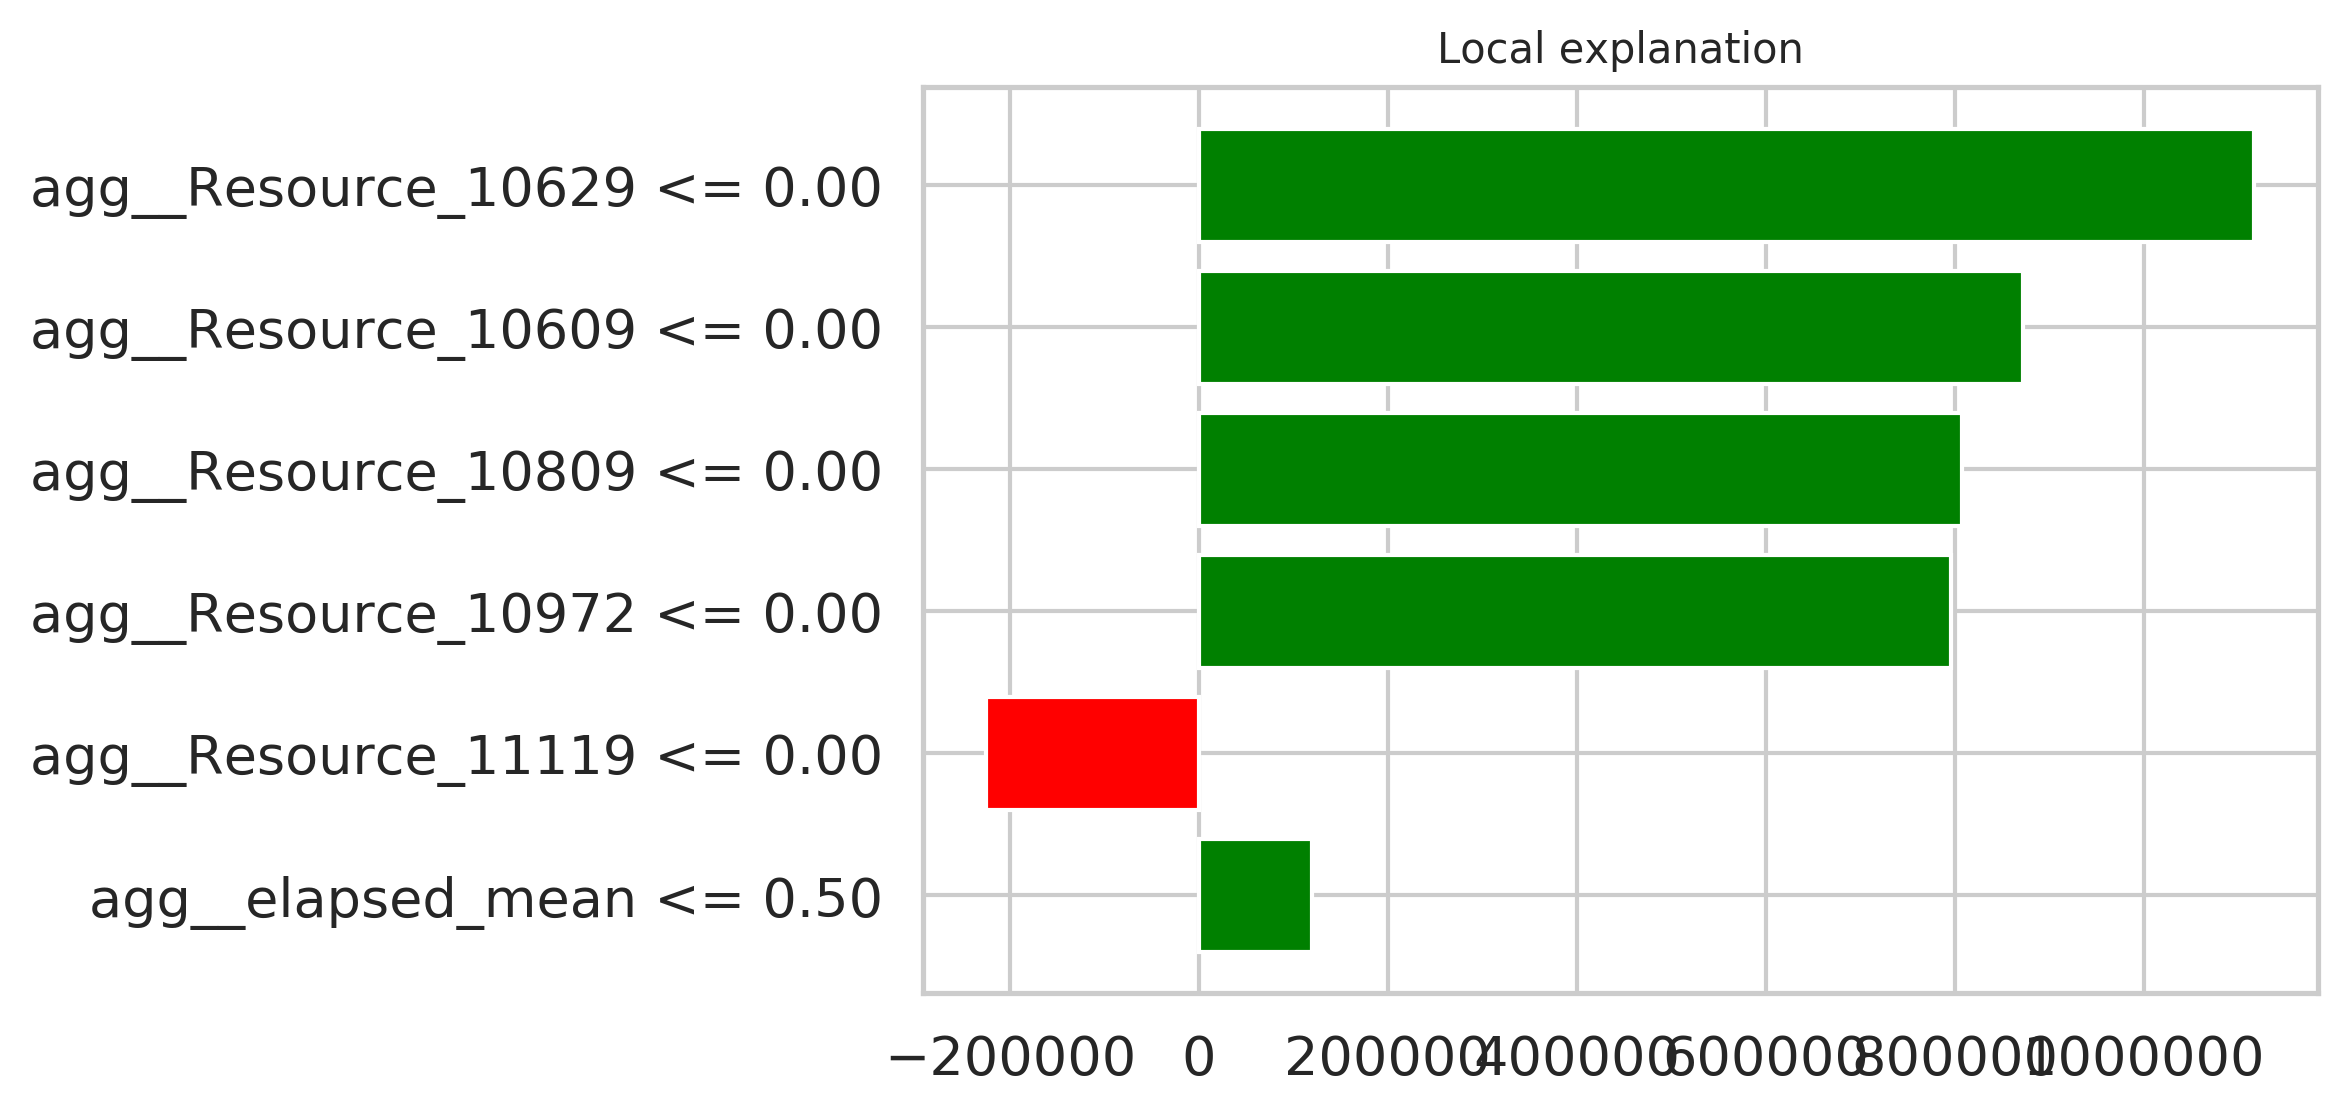 Local explanation
agg__Resource_10629 <= 0.00
agg__Resource_10609 <= 0.00
agg__Resource_10809 <= 0.00
agg__Resource_10972 <= 0.00
agg__Resource_11119 <= 0.00
agg__elapsed_mean <= 0.50
−200000 0 200000 400000 600000 800000 1000000